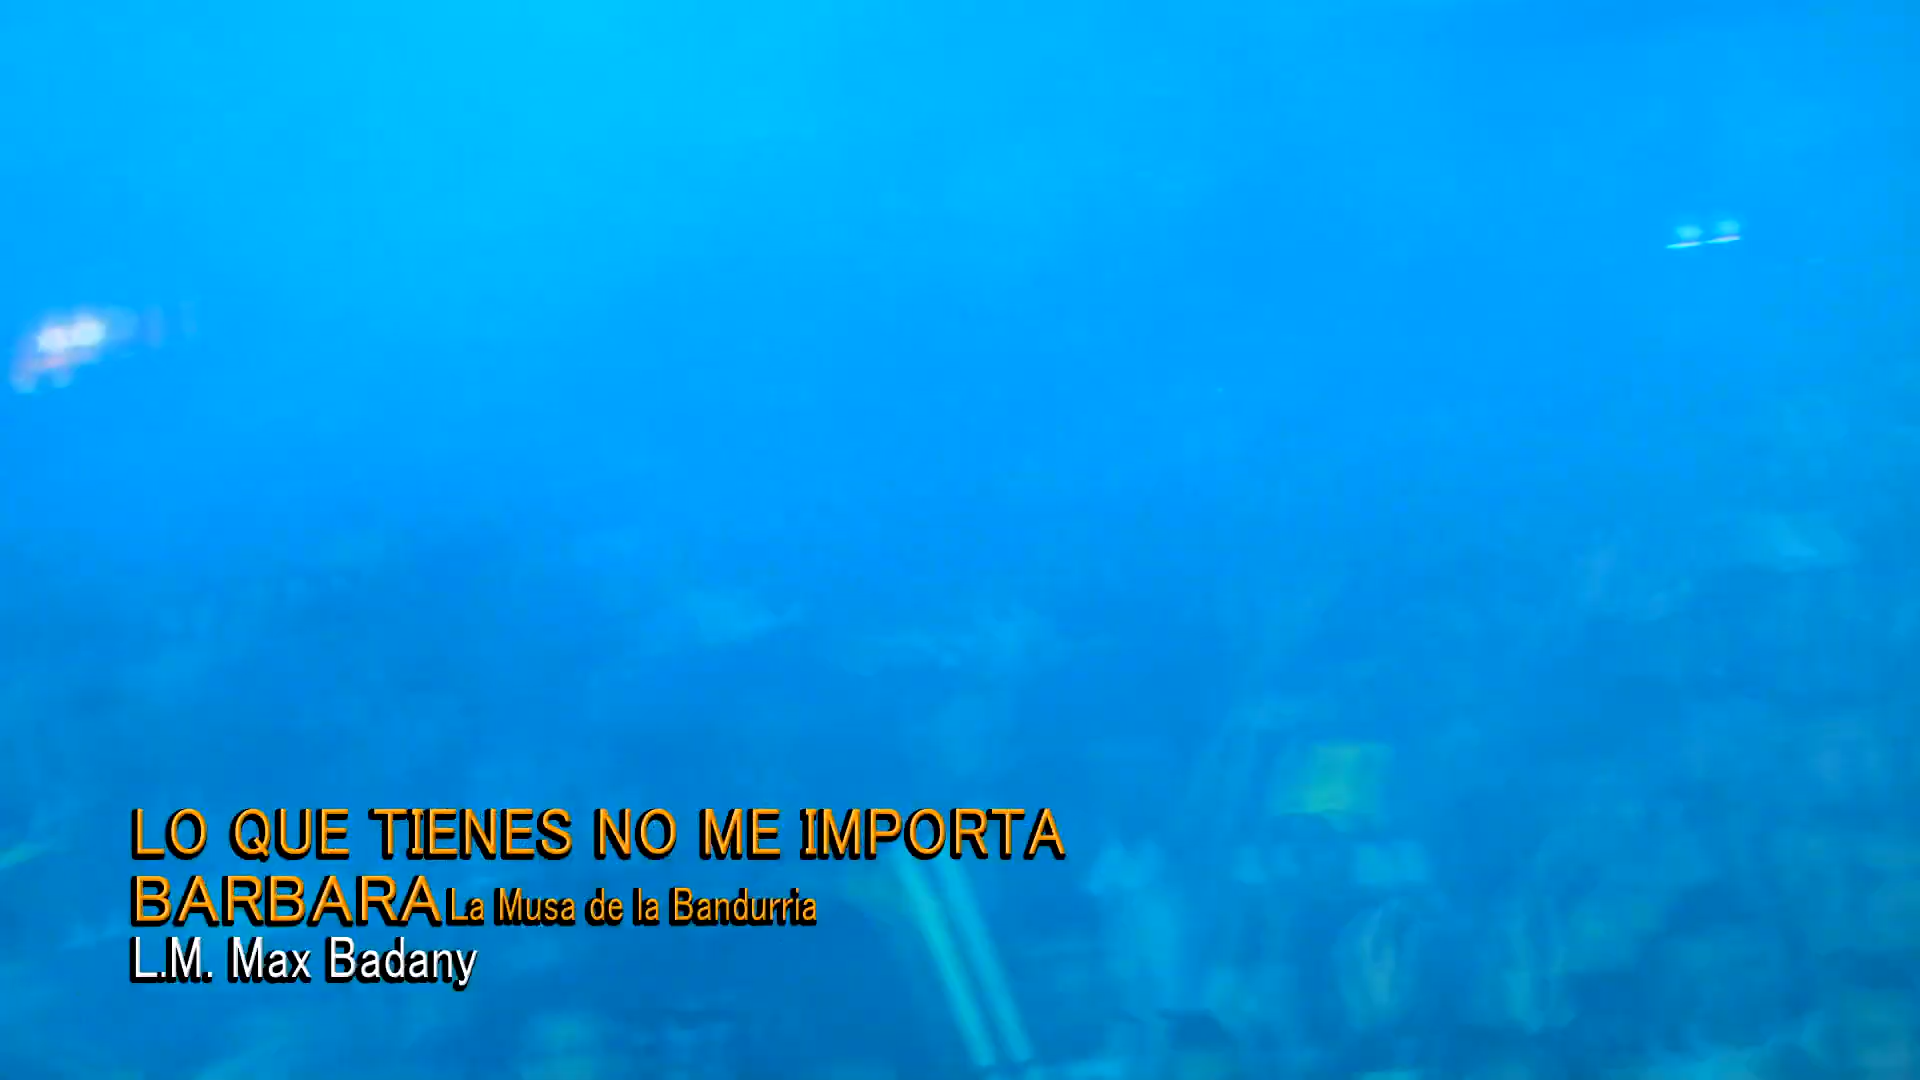 LO QUE TIENES NO ME IMPORTA
BARBARA La Musa de la Bandurria
L.M. Max Badany